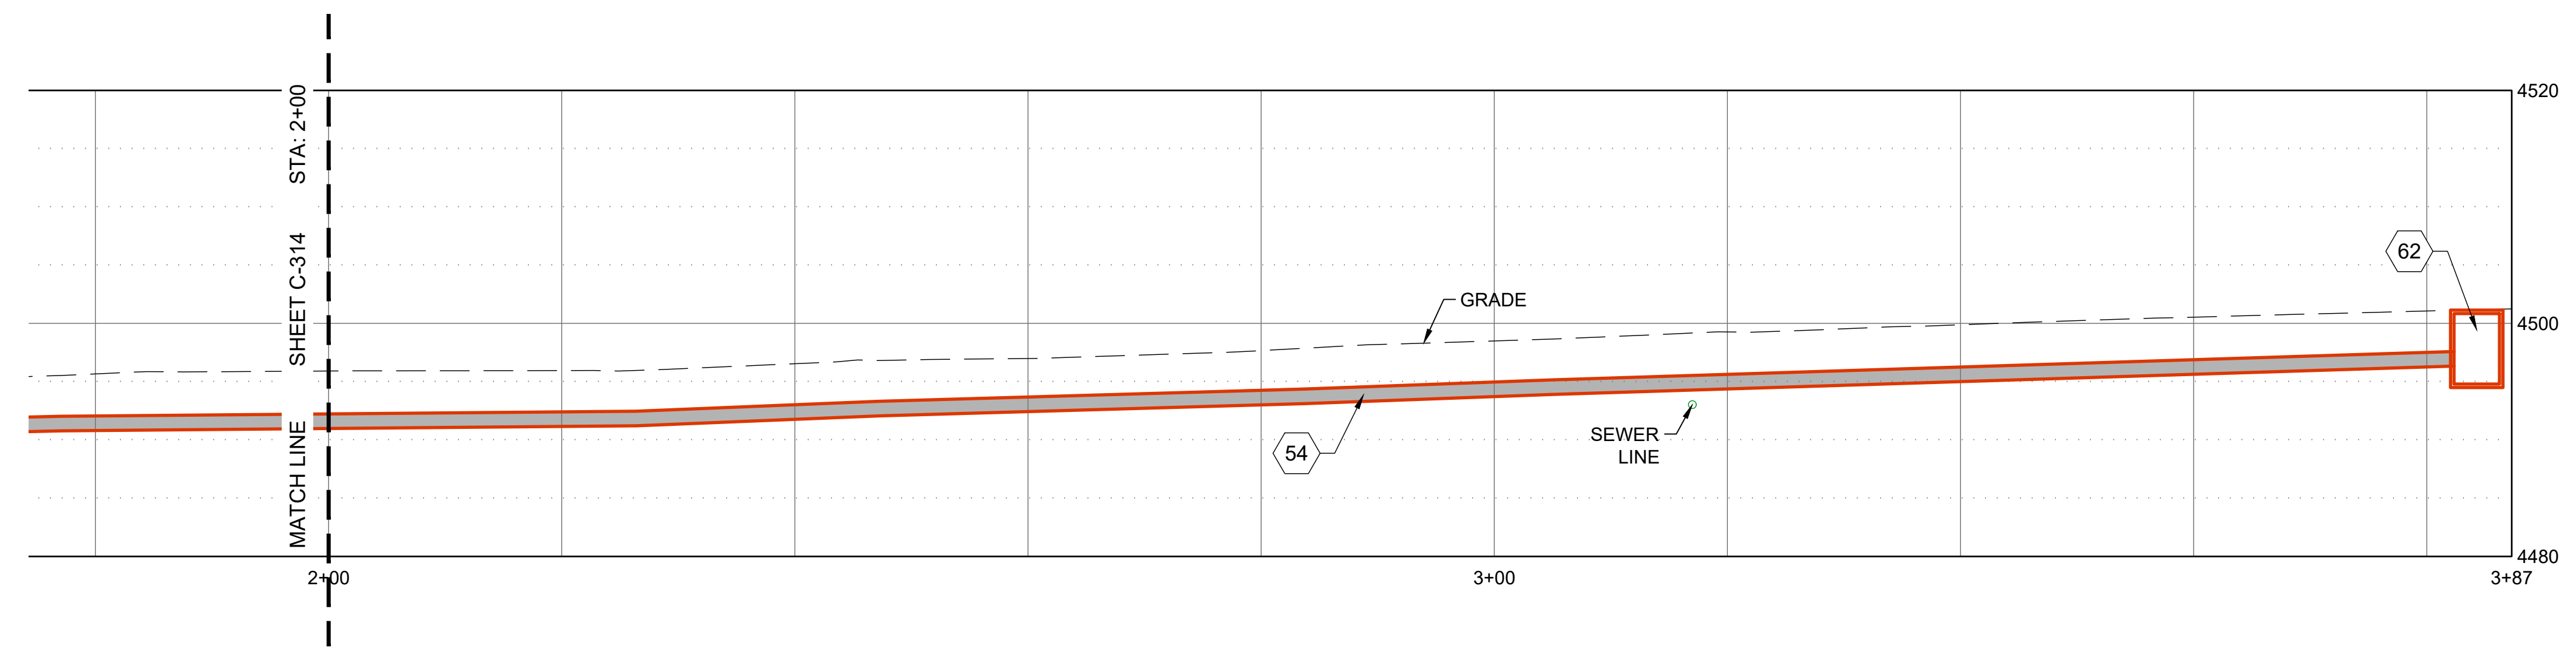 STA: 2+00
SHEET C-314
MATCH LINE
4520
62
GRADE
4500
54
SEWER
LINE
4480
2+00
3+00
3+87